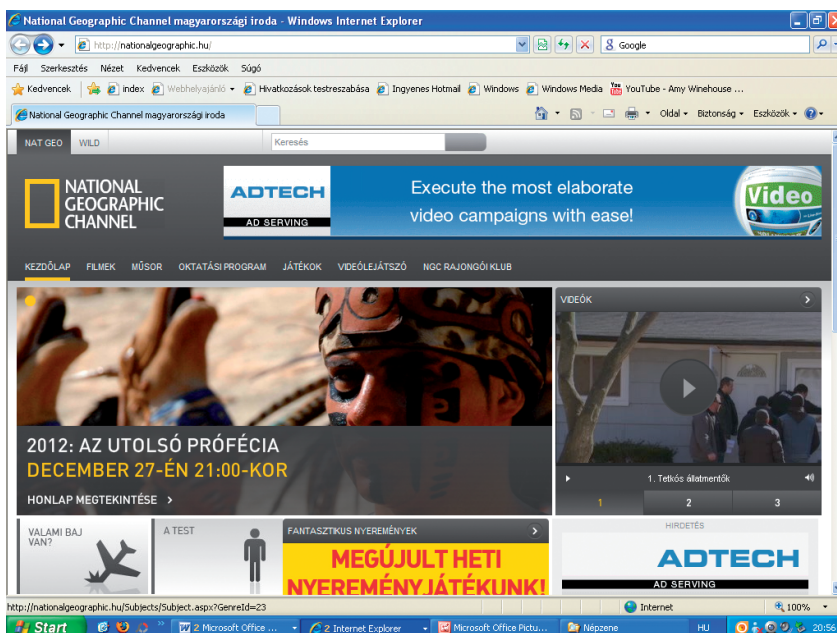 National Geographic Channel magyarországi iroda - Windows Internet Explorer
http://nationalgeographic.hu/
Google
Fájl Szerkesztés Nézet Kedvencek Eszközök Súgó
Kedvencek index Webhelyajánló Hivatkozások testreszabása Ingyenes Hotmail Windows Windows Media YouTube - Amy Winehouse ...
National Geographic Channel magyarországi iroda
Oldal Biztonság Eszközök
NAT GEO WILD Keresés
NATIONAL
GEOGRAPHIC
CHANNEL
ADTECH
AD SERVING
Execute the most elaborate
video campaigns with ease!
Video
KEZDŐLAP FILMEK MŰSOR OKTATÁSI PROGRAM JÁTÉKOK VIDEÓLEJÁTSZÓ NGC RAJONGÓI KLUB
2012: AZ UTOLSÓ PRÓFÉCIA
DECEMBER 27-ÉN 21:00-KOR
HONLAP MEGTEKINTÉSE >
VIDEÓK
1. Tetkós állatmentők
1 2 3
VALAMI BAJ
VAN?
A TEST
FANTASZTIKUS NYEREMÉNYEK
MEGÚJULT HETI
NYEREMÉNYJÁTÉKUNK!
HIRDETÉS
ADTECH
AD SERVING
http://nationalgeographic.hu/Subjects/Subject.aspx?GenreId=23
Internet 100%
Start 2 Microsoft Office ... 2 Internet Explorer Microsoft Office Pictu... Népzene HU 20:56